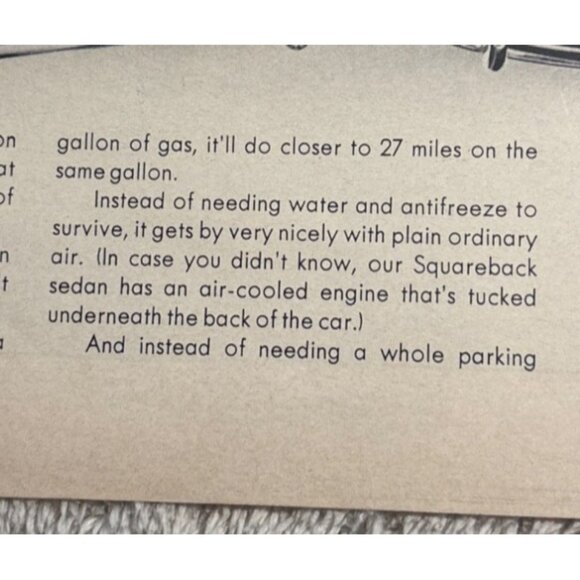 on
at
of
n
t
a
gallon of gas, it'll do closer to 27 miles on the
same gallon.
Instead of needing water and antifreeze to
survive, it gets by very nicely with plain ordinary
air. (In case you didn't know, our Squareback
sedan has an air-cooled engine that's tucked
underneath the back of the car.)
And instead of needing a whole parking